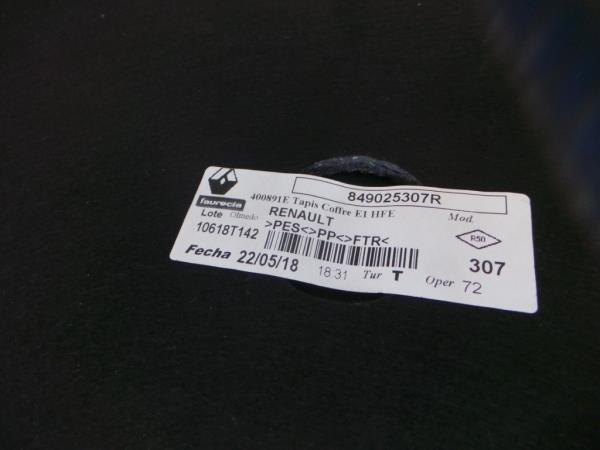 849025307R
400891E Tapis Coffre E1 HFE
faurecia
RENAULT
Mod.
Lote Olmedo
>PES<>PP<>FTR<
R50
10618T142
307
Fecha 22/05/18 18:31 Tur T Oper 72